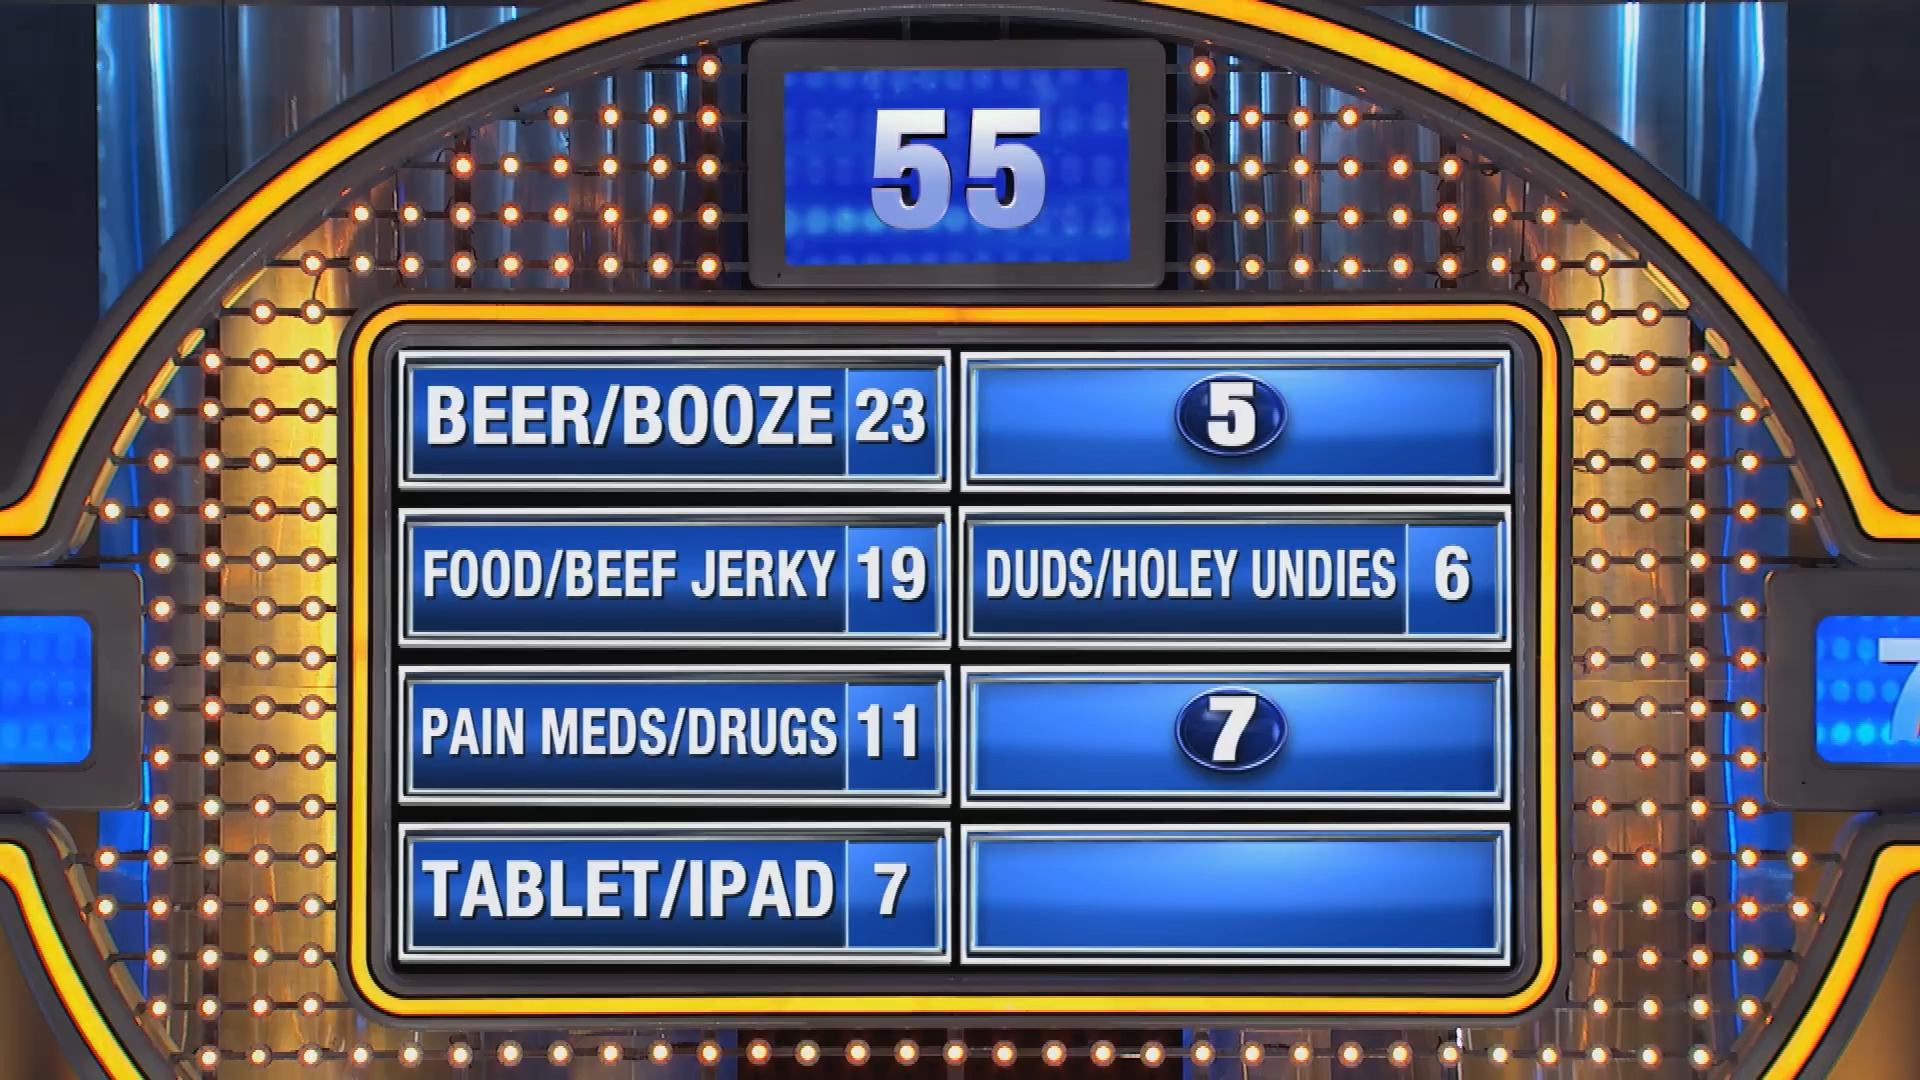 55
BEER/BOOZE 23
5
FOOD/BEEF JERKY 19
DUDS/HOLEY UNDIES 6
PAIN MEDS/DRUGS 11
7
TABLET/IPAD 7